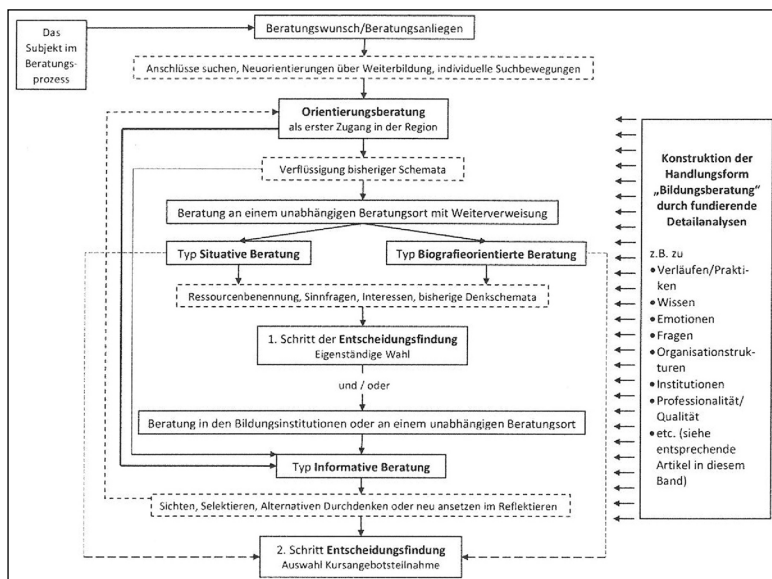 Das
Subjekt im
Beratungs-
prozess
Beratungswunsch/Beratungsanliegen
Anschlüsse suchen, Neuorientierungen über Weiterbildung, individuelle Suchbewegungen
Orientierungsberatung
als erster Zugang in der Region
Verflüssigung bisheriger Schemata
Beratung an einem unabhängigen Beratungsort mit Weiterverweisung
Typ Situative Beratung
Typ Biografieorientierte Beratung
Ressourcenbenennung, Sinnfragen, Interessen, bisherige Denkschemata
1. Schritt der Entscheidungsfindung
Eigenständige Wahl
und / oder
Beratung in den Bildungsinstitutionen oder an einem unabhängigen Beratungsort
Typ Informative Beratung
Sichten, Selektieren, Alternativen Durchdenken oder neu ansetzen im Reflektieren
2. Schritt Entscheidungsfindung
Auswahl Kursangebotsteilnahme
Konstruktion der
Handlungsform
„Bildungsberatung“
durch fundierende
Detailanalysen
z.B. zu
• Verläufen/Prakti-
ken
• Wissen
• Emotionen
• Fragen
• Organisationstruk-
turen
• Institutionen
• Professionalität/
Qualität
• etc. (siehe
entsprechende
Artikel in diesem
Band)